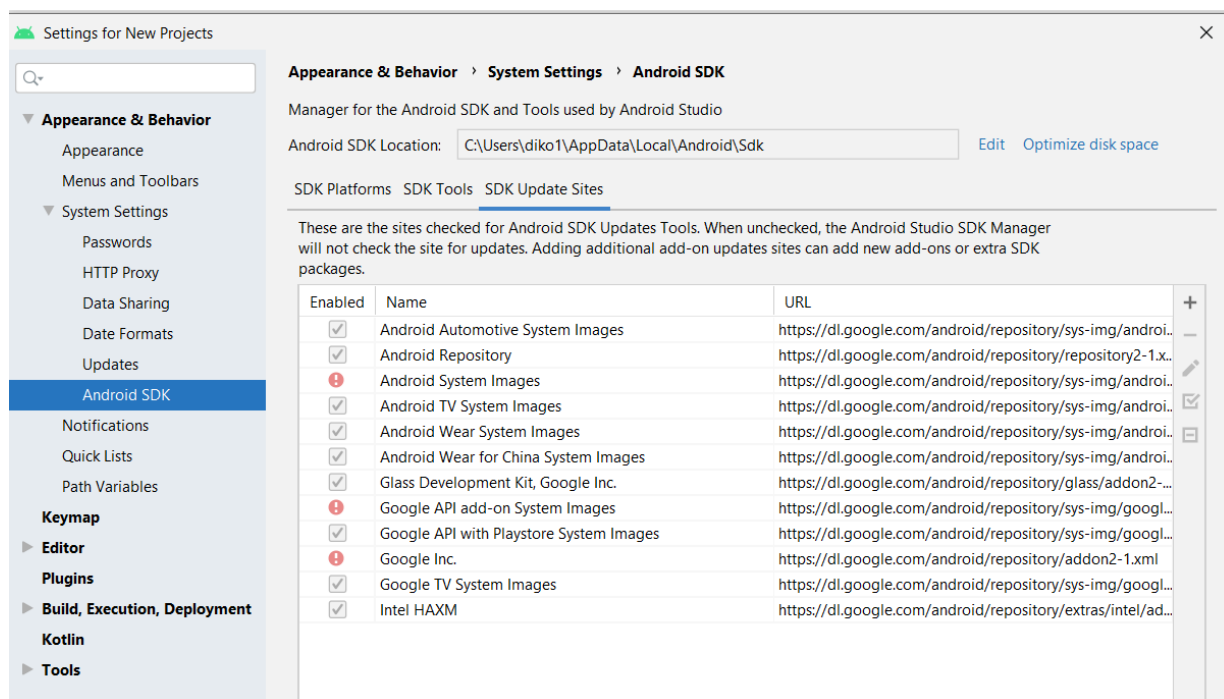 Settings for New Projects
Appearance & Behavior
Appearance
Menus and Toolbars
System Settings
Passwords
HTTP Proxy
Data Sharing
Date Formats
Updates
Android SDK
Notifications
Quick Lists
Path Variables
Keymap
Editor
Plugins
Build, Execution, Deployment
Kotlin
Tools
Appearance & Behavior › System Settings › Android SDK
Manager for the Android SDK and Tools used by Android Studio
Android SDK Location: C:\Users\diko1\AppData\Local\Android\Sdk Edit Optimize disk space
SDK Platforms SDK Tools SDK Update Sites
These are the sites checked for Android SDK Updates Tools. When unchecked, the Android Studio SDK Manager
will not check the site for updates. Adding additional add-on updates sites can add new add-ons or extra SDK
packages.
Enabled Name URL
Android Automotive System Images https://dl.google.com/android/repository/sys-img/androi..
Android Repository https://dl.google.com/android/repository/repository2-1.x..
Android System Images https://dl.google.com/android/repository/sys-img/androi..
Android TV System Images https://dl.google.com/android/repository/sys-img/androi..
Android Wear System Images https://dl.google.com/android/repository/sys-img/androi..
Android Wear for China System Images https://dl.google.com/android/repository/sys-img/androi..
Glass Development Kit, Google Inc. https://dl.google.com/android/repository/glass/addon2-...
Google API add-on System Images https://dl.google.com/android/repository/sys-img/googl...
Google API with Playstore System Images https://dl.google.com/android/repository/sys-img/googl...
Google Inc. https://dl.google.com/android/repository/addon2-1.xml
Google TV System Images https://dl.google.com/android/repository/sys-img/googl...
Intel HAXM https://dl.google.com/android/repository/extras/intel/ad...